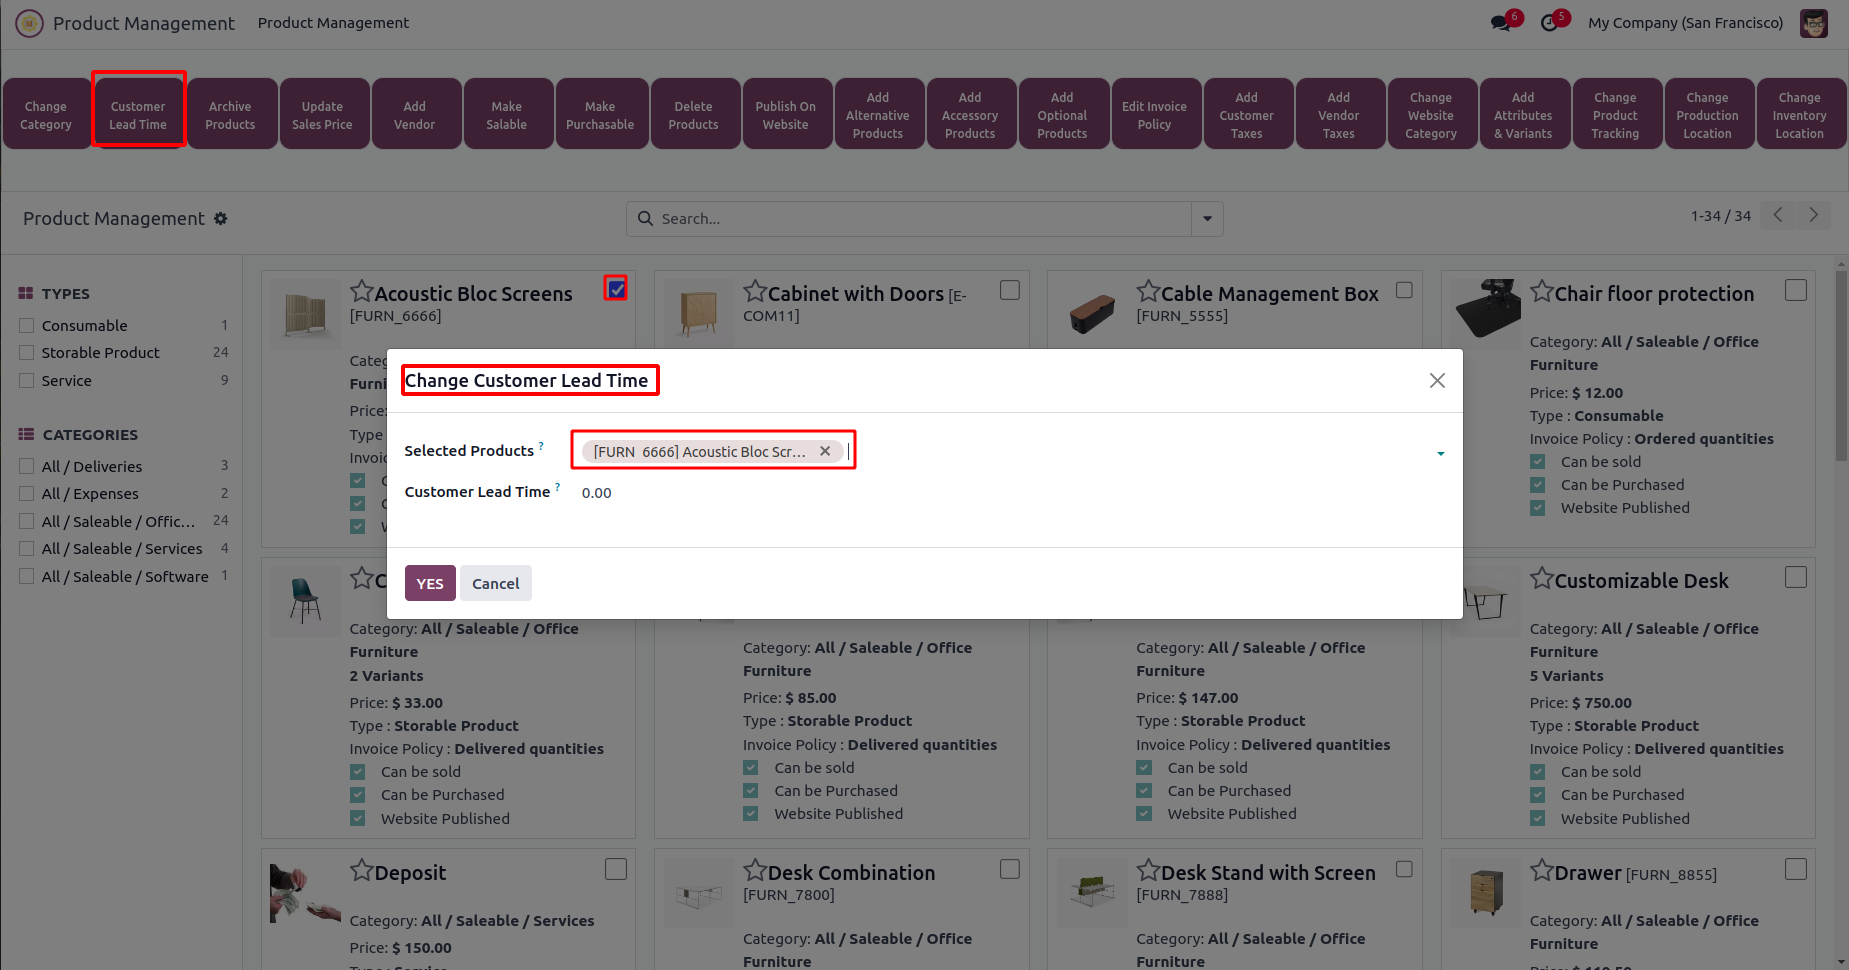 Product Management
Product Management
6
5
My Company (San Francisco)
Change
Category
Customer
Lead Time
Archive
Products
Update
Sales Price
Add
Vendor
Make
Salable
Make
Purchasable
Delete
Products
Publish On
Website
Add
Alternative
Products
Add
Accessory
Products
Add
Optional
Products
Edit Invoice
Policy
Add
Customer
Taxes
Add
Vendor
Taxes
Change
Website
Category
Add
Attributes
& Variants
Change
Product
Tracking
Change
Production
Location
Change
Inventory
Location
Product Management
Search...
1-34 / 34
TYPES
Consumable 1
Storable Product 24
Service 9
CATEGORIES
All / Deliveries 3
All / Expenses 2
All / Saleable / Offic... 24
All / Saleable / Services 4
All / Saleable / Software 1
Acoustic Bloc Screens
[FURN_6666]
Cabinet with Doors [E-
COM11]
Cable Management Box
[FURN_5555]
Chair floor protection
Category: All / Saleable / Office
Furniture
Price: $ 12.00
Type : Consumable
Invoice Policy : Ordered quantities
Can be sold
Can be Purchased
Website Published
Change Customer Lead Time
Selected Products ?
[FURN_6666] Acoustic Bloc Scr...
Customer Lead Time ?
0.00
YES
Cancel
Category: All / Saleable / Office
Furniture
2 Variants
Price: $ 33.00
Type : Storable Product
Invoice Policy : Delivered quantities
Can be sold
Can be Purchased
Website Published
Category: All / Saleable / Office
Furniture
Price: $ 85.00
Type : Storable Product
Invoice Policy : Delivered quantities
Can be sold
Can be Purchased
Website Published
Category: All / Saleable / Office
Furniture
Price: $ 147.00
Type : Storable Product
Invoice Policy : Delivered quantities
Can be sold
Can be Purchased
Website Published
Customizable Desk
Category: All / Saleable / Office
Furniture
5 Variants
Price: $ 750.00
Type : Storable Product
Invoice Policy : Delivered quantities
Can be sold
Can be Purchased
Website Published
Deposit
Category: All / Saleable / Services
Price: $ 150.00
Desk Combination
[FURN_7800]
Category: All / Saleable / Office
Furniture
Desk Stand with Screen
[FURN_7888]
Category: All / Saleable / Office
Furniture
Drawer [FURN_8855]
Category: All / Saleable / Office
Furniture